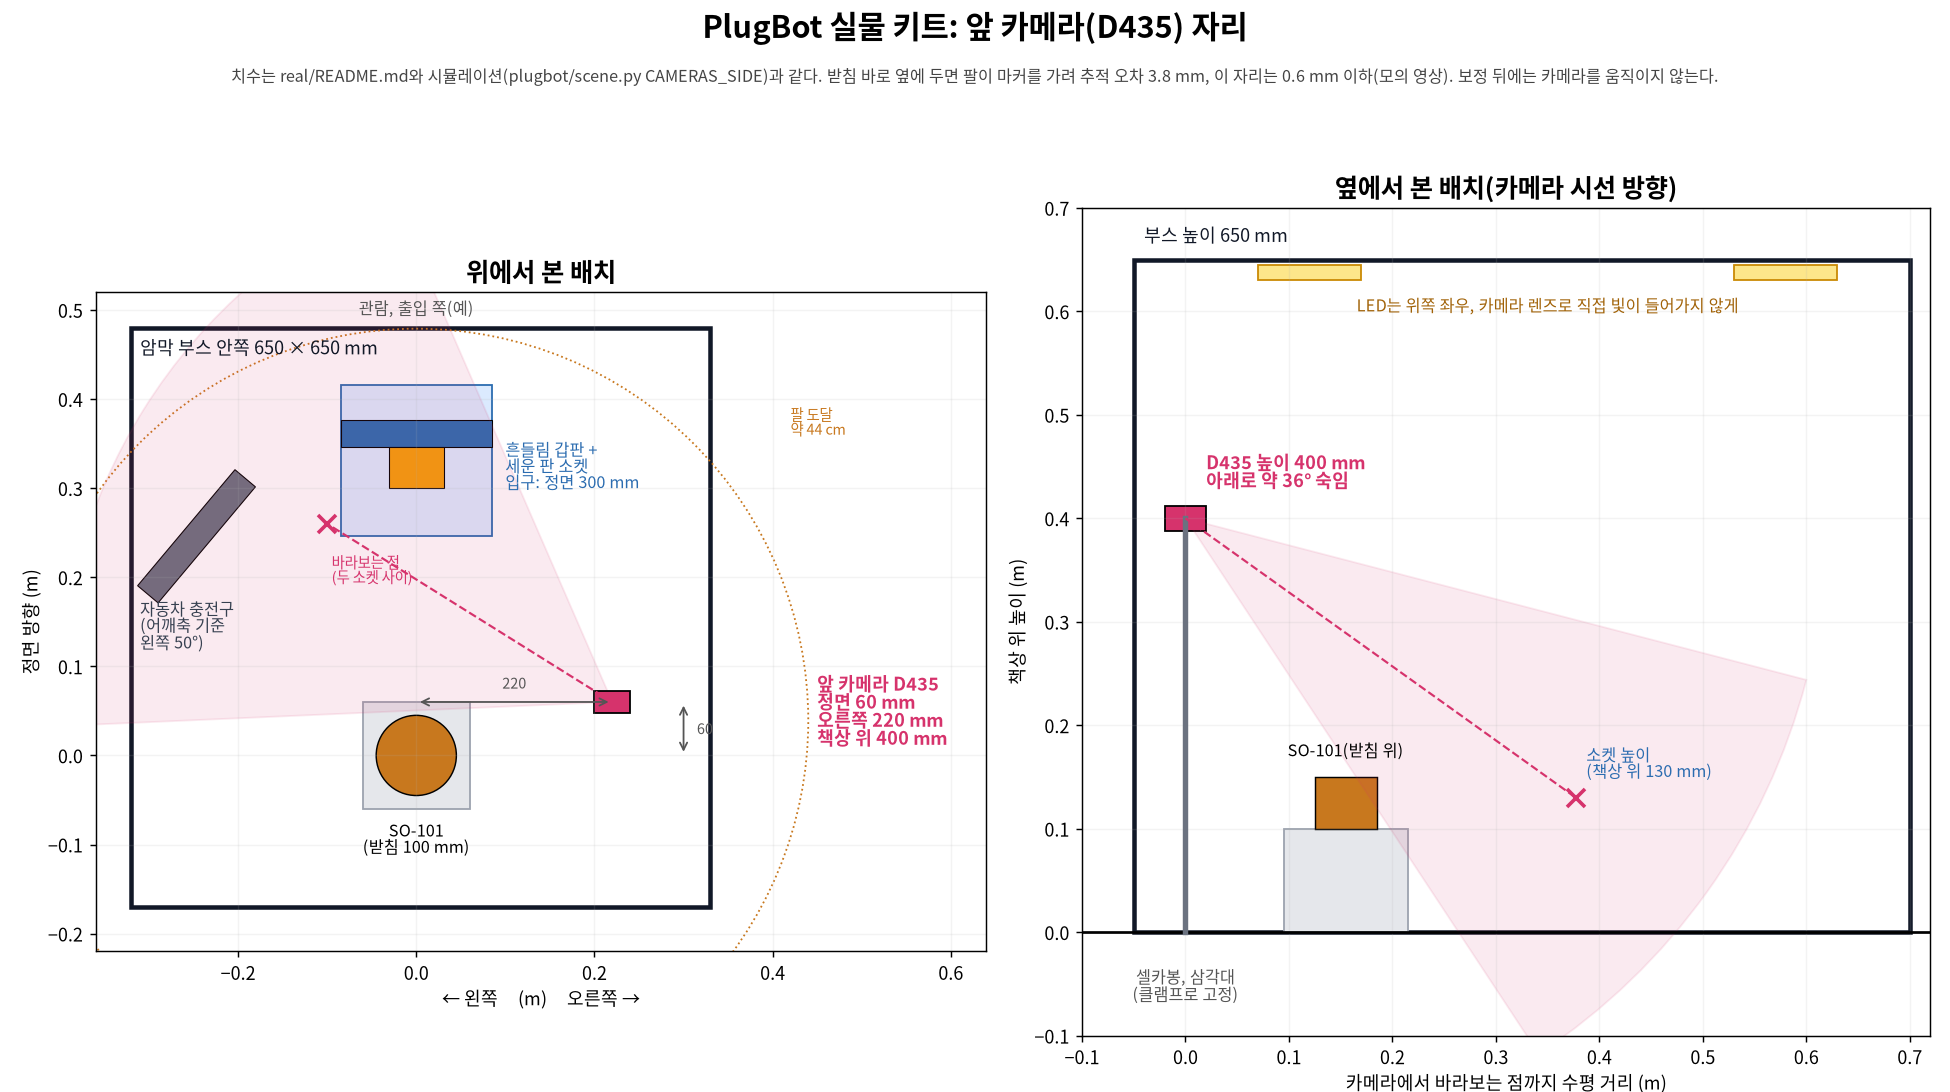 PlugBot 실물 키트: 앞 카메라(D435) 자리
치수는 real/README.md와 시뮬레이션(plugbot/scene.py CAMERAS_SIDE)과 같다. 받침 바로 옆에 두면 팔이 마커를 가려 추적 오차 3.8 mm, 이 자리는 0.6 mm 이하(모의 영상). 보정 뒤에는 카메라를 움직이지 않는다.
위에서 본 배치
관람, 출입 쪽(예)
암막 부스 안쪽 650 × 650 mm
팔 도달
약 44 cm
흔들림 갑판 +
세운 판 소켓
입구: 정면 300 mm
바라보는 점
(두 소켓 사이)
자동차 충전구
(어깨축 기준
왼쪽 50°)
220
60
앞 카메라 D435
정면 60 mm
오른쪽 220 mm
책상 위 400 mm
SO-101
(받침 100 mm)
정면 방향 (m)
0.5
0.4
0.3
0.2
0.1
0.0
−0.1
−0.2
−0.2
0.0
0.2
0.4
0.6
← 왼쪽 (m) 오른쪽 →
옆에서 본 배치(카메라 시선 방향)
부스 높이 650 mm
LED는 위쪽 좌우, 카메라 렌즈로 직접 빛이 들어가지 않게
D435 높이 400 mm
아래로 약 36° 숙임
SO-101(받침 위)
소켓 높이
(책상 위 130 mm)
셀카봉, 삼각대
(클램프로 고정)
책상 위 높이 (m)
0.7
0.6
0.5
0.4
0.3
0.2
0.1
0.0
−0.1
−0.1
0.0
0.1
0.2
0.3
0.4
0.5
0.6
0.7
카메라에서 바라보는 점까지 수평 거리 (m)